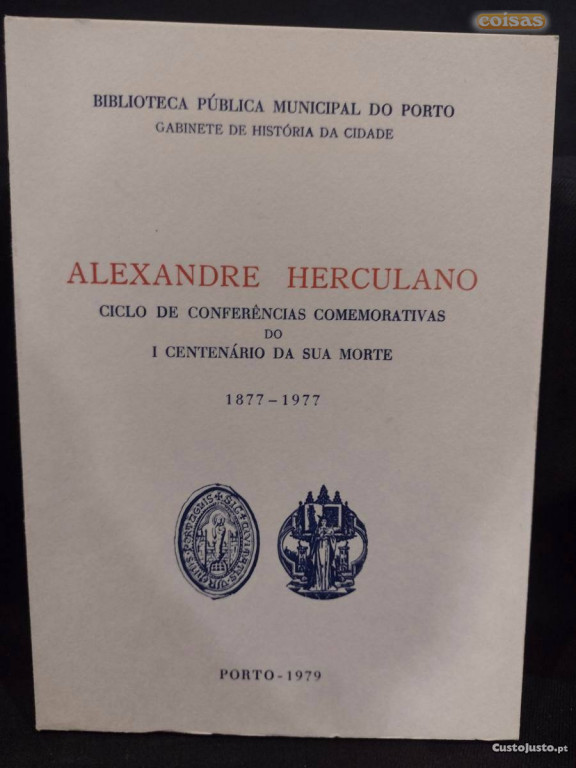 coisas
BIBLIOTECA PÚBLICA MUNICIPAL DO PORTO
GABINETE DE HISTÓRIA DA CIDADE
ALEXANDRE HERCULANO
CICLO DE CONFERÊNCIAS COMEMORATIVAS
DO
I CENTENÁRIO DA SUA MORTE
1877 – 1977
PORTO - 1979
CustoJusto.pt